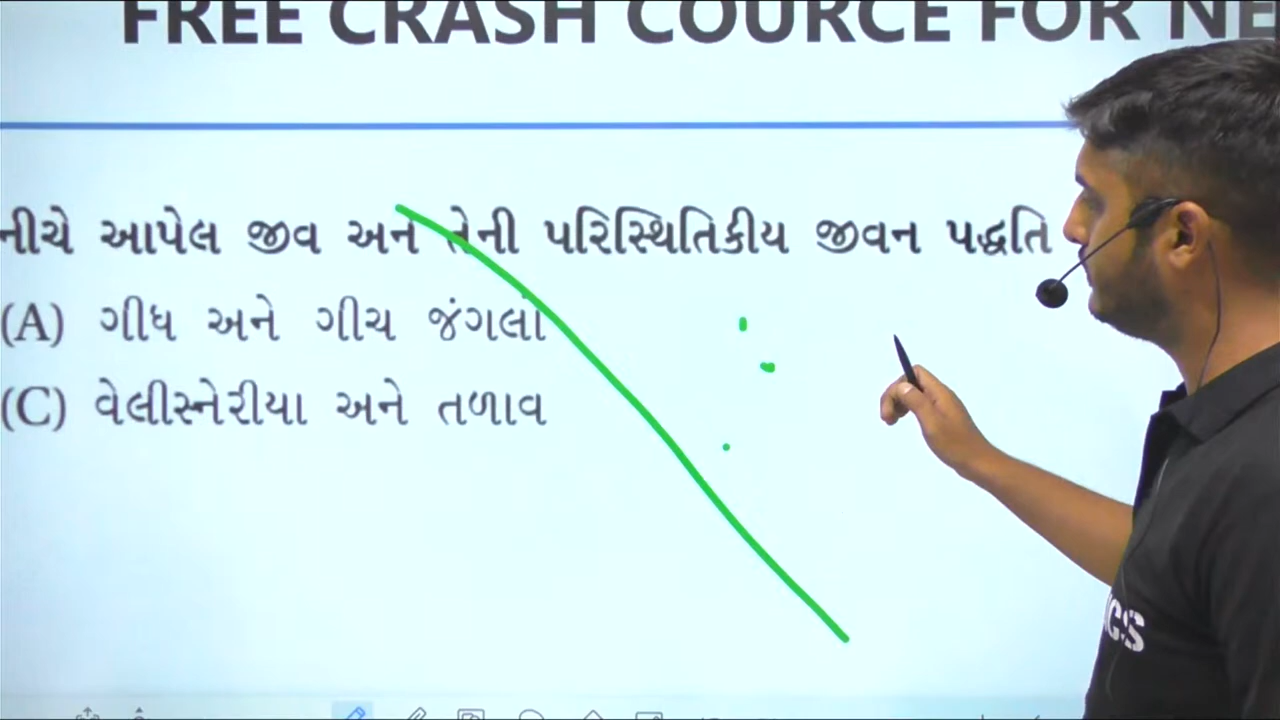 FREE CRASH COURCE FOR NE
નીચે આપેલ જીવ અને તેની પરિસ્થિતિકીય જીવન પદ્ધતિ
(A) ગીધ અને ગીચ જંગલો
(C) વેલીસ્નેરીયા અને તળાવ